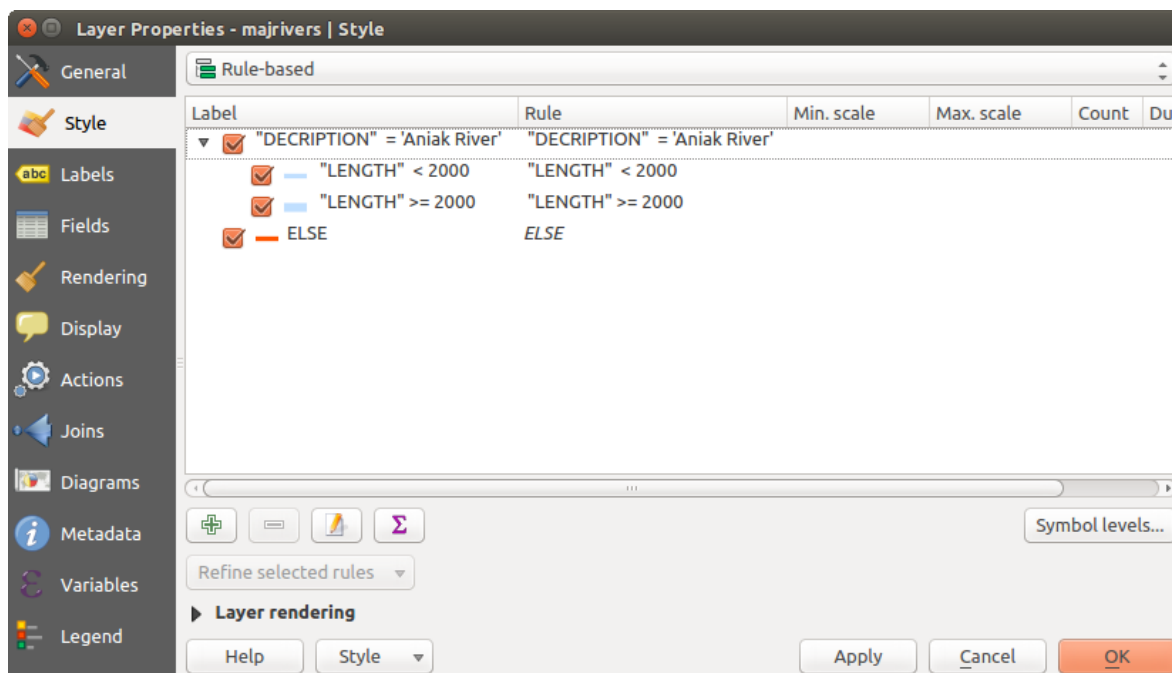 Layer Properties - majrivers | Style
General
Style
Labels
Fields
Rendering
Display
Actions
Joins
Diagrams
Metadata
Variables
Legend
Rule-based
Label Rule Min. scale Max. scale Count Du
"DECRIPTION" = 'Aniak River' "DECRIPTION" = 'Aniak River'
"LENGTH" < 2000 "LENGTH" < 2000
"LENGTH" >= 2000 "LENGTH" >= 2000
ELSE ELSE
Σ
Symbol levels...
Refine selected rules
Layer rendering
Help Style Apply Cancel OK
abc